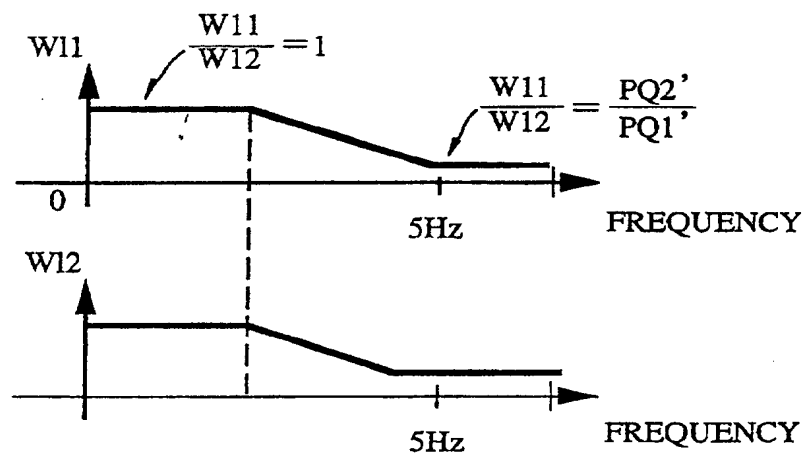 W11
W11
W12
= 1
W11
W12
=
PQ2'
PQ1'
0
5Hz
FREQUENCY
W12
5Hz
FREQUENCY